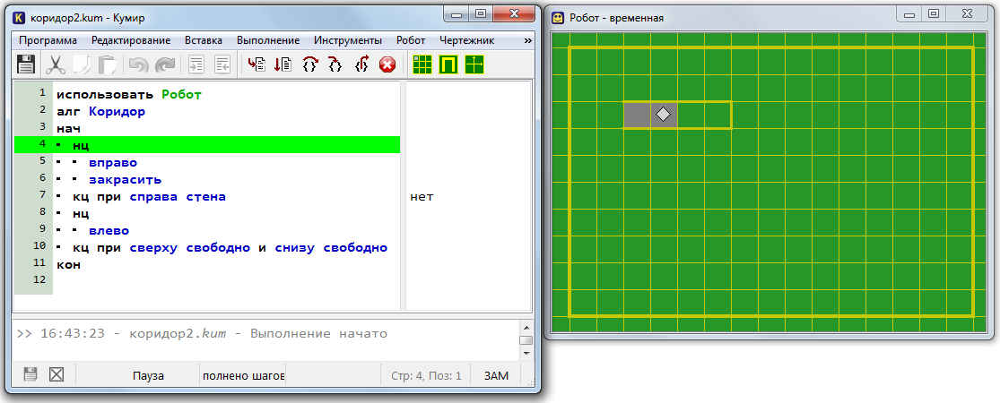 коридор2.kum - Кумир
Программа Редактирование Вставка Выполнение Инструменты Робот Чертежник »
1 использовать Робот
2 алг Коридор
3 нач
4 нц
5 вправо
6 закрасить
7 кц при справа стена нет
8 нц
9 влево
10 кц при сверху свободно и снизу свободно
11 кон
12
>> 16:43:23 - коридор2.kum - Выполнение начато
Пауза полнено шагов Стр: 4, Поз: 1 ЗАМ
Робот - временная